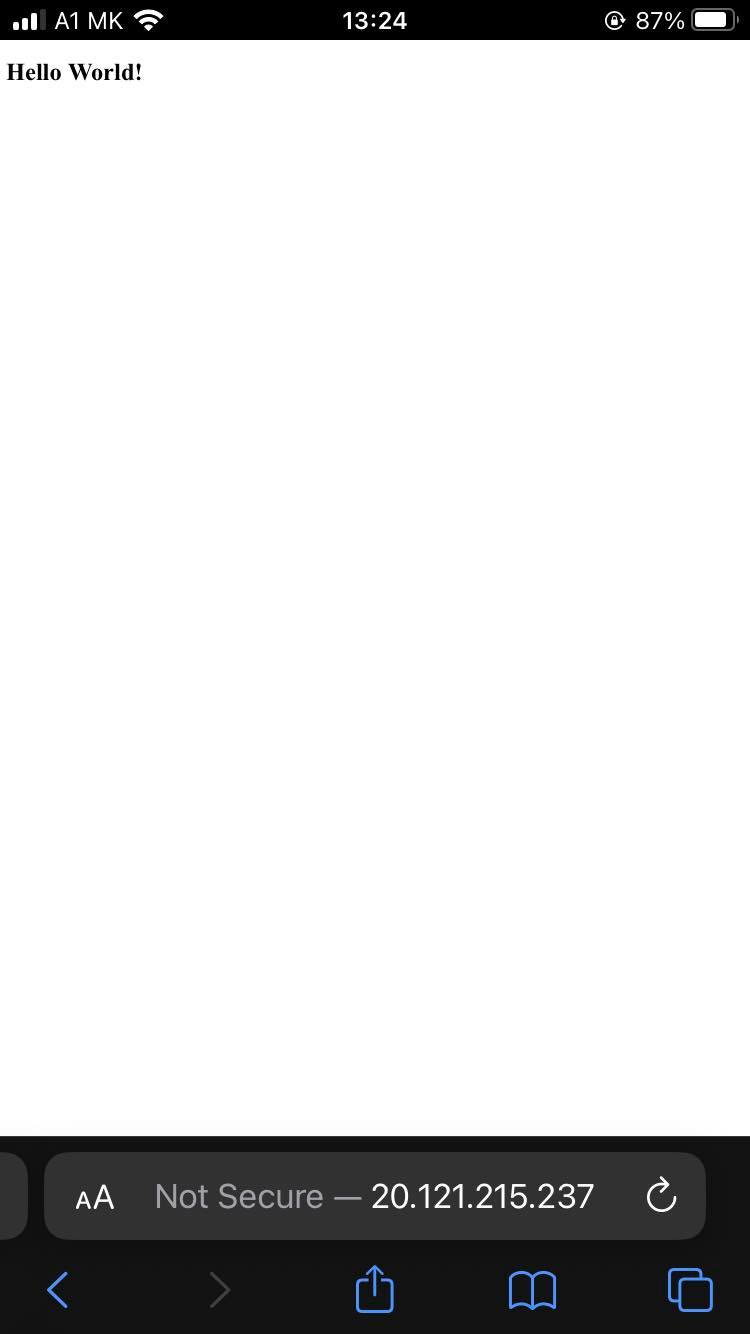 A1 MK 13:24 87%
Hello World!
AA Not Secure — 20.121.215.237